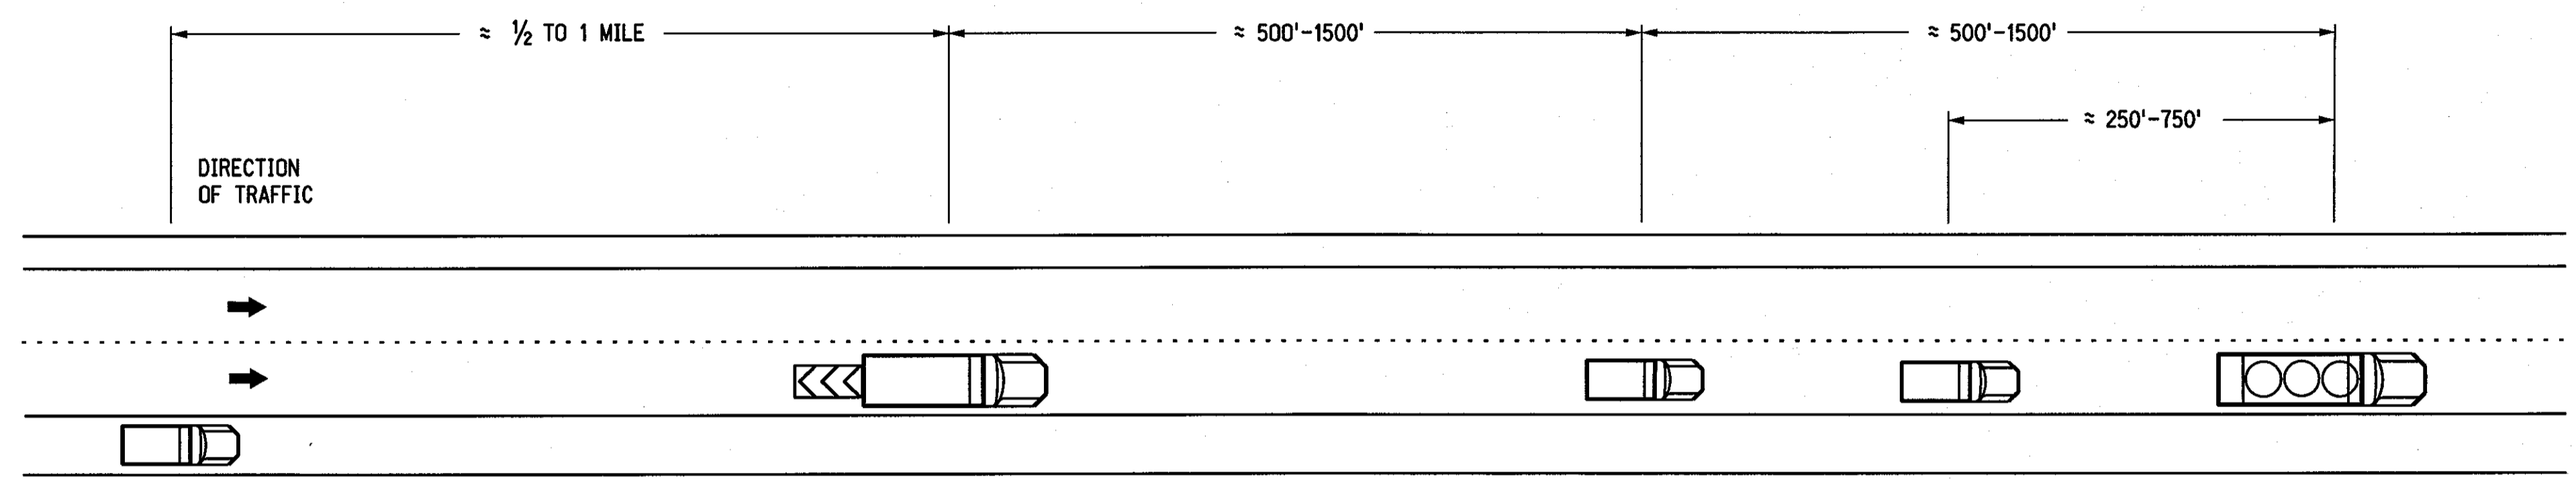 ≈ ½ TO 1 MILE
≈ 500'-1500'
≈ 500'-1500'
≈ 250'-750'
DIRECTION
OF TRAFFIC